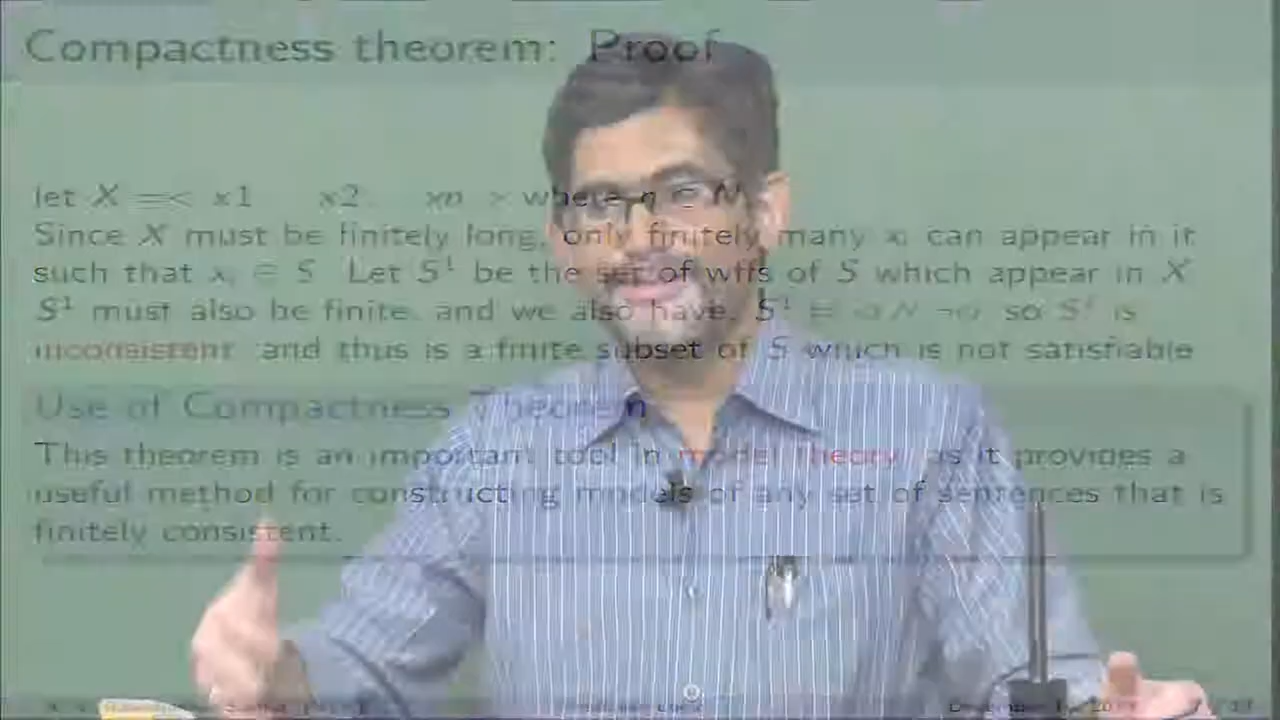 Compactness theorem: Proof
let X =< x1 x2 xn > where n ∈ N
Since X must be finitely long, only finitely many xᵢ can appear in it
such that xᵢ ∈ S. Let S¹ be the set of wffs of S which appear in X
S¹ must also be finite. and we also have, S¹ so S¹ is
inconsistent and thus is a finite subset of S which is not satisfiable
Use of Compactness Theorem
This theorem is an important tool in model theory, as it provides a
useful method for constructing models of any set of sentences that is
finitely consistent.